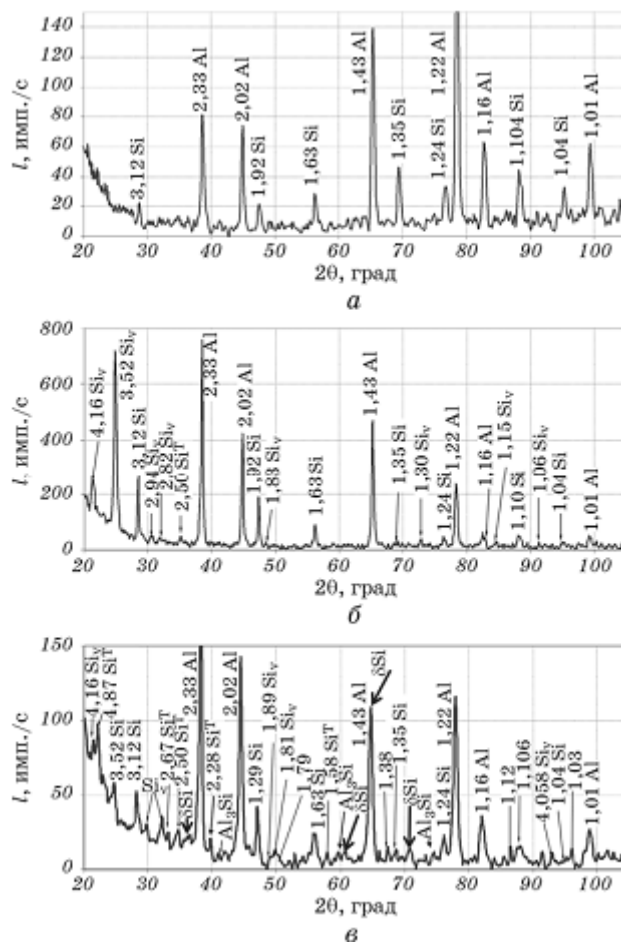 I, имп./с
140
120
100
80
60
40
20
0
3,12 Si
2,33 Al
2,02 Al
1,92 Si
1,63 Si
1,43 Al
1,35 Si
1,24 Si
1,22 Al
1,16 Al
1,104 Si
1,04 Si
1,01 Al
20 30 40 50 60 70 80 90 100
2θ, град
а
I, имп./с
800
600
400
200
0
4,16 Siᵥ
3,52 Siᵥ
3,12 Si
2,91 Siᵥ
2,82 Siᵥ
2,50 Siᵀ
2,33 Al
2,02 Al
1,92 Si
1,83 Siᵥ
1,63Si
1,43 Al
1,35 Si
1,30 Siᵥ
1,24 Si
1,22 Al
1,16 Al
1,15 Siᵥ
1,10 Si
1,06 Siᵥ
1,04 Si
1,01 Al
20 30 40 50 60 70 80 90 100
2θ, град
б
I, имп./с
150
100
50
0
4,16 Siᵥ
4,87 Siᵀ
3,52 Si
3,12 Si
2,67 Siᵀ
2,50 Siᵀ
δSi
2,33 Al
2,28 Siᵀ
Al₃Si
2,02 Al
1,29 Si
1,89 Siᵥ
1,81 Siᵥ
1,79
1,63 Si
1,58 Siᵀ
Al₃Si
δSi
1,43 Al
δSi
1,38
1,35 Si
δSi
Al₃Si
1,24 Si
1,22 Al
1,16 Al
1,12
1,106
4,058 Siᵥ
1,04 Si
1,03
1,01 Al
20 30 40 50 60 70 80 90 100
2θ, град
в